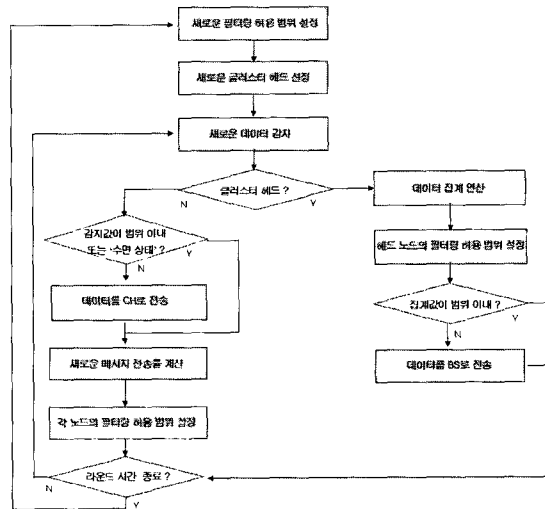 새로운 필터링 허용 범위 설정
새로운 클러스터 헤드 선정
새로운 데이터 감지
클러스터 헤드 ?
N
Y
감지값이 범위 이내
또는 '수면 상태' ?
N
Y
데이터를 CH로 전송
새로운 메시지 전송률 계산
각 노드의 필터링 허용 범위 설정
라운드 시간 종료 ?
N
Y
데이터 집계 연산
헤드 노드의 필터링 허용 범위 설정
집계값이 범위 이내 ?
Y
N
데이터를 BS로 전송